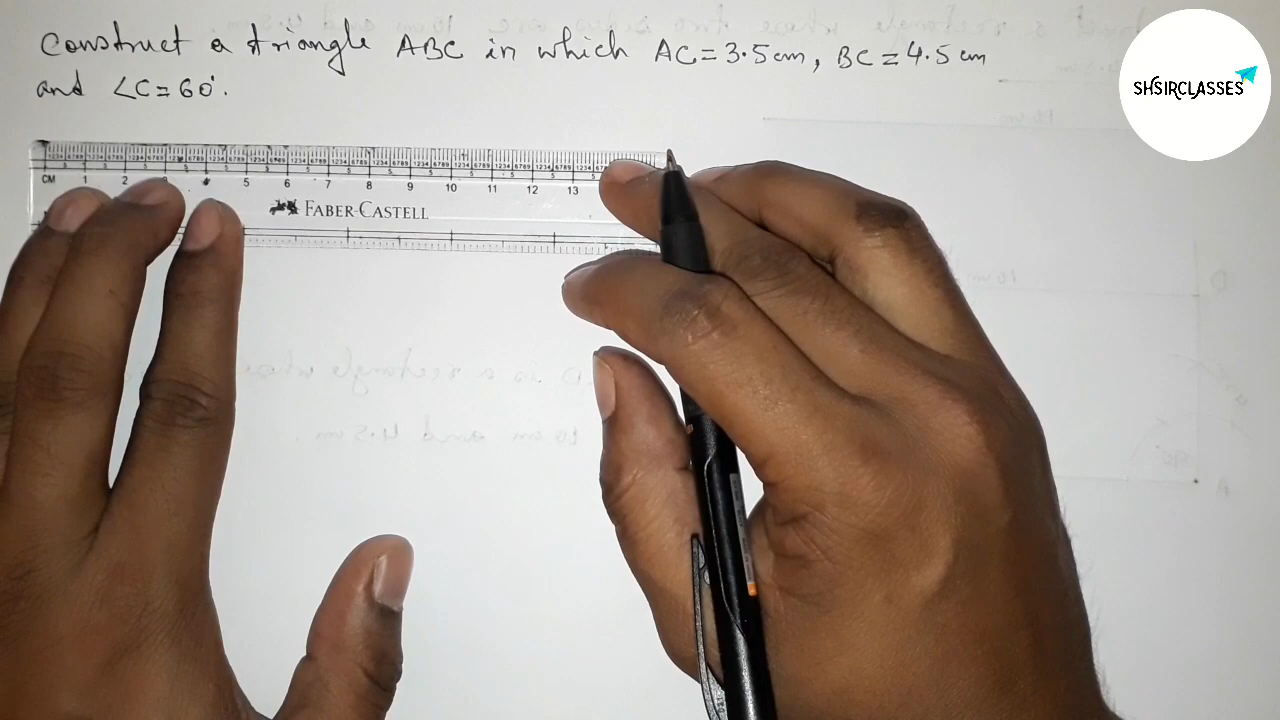 Construct a triangle ABC in which AC = 3.5 cm, BC = 4.5 cm
and ∠C = 60°.
SHSIRCLASSES
CM 1 2 3 5 6 7 8 9 10 11 12 13
FABER-CASTELL